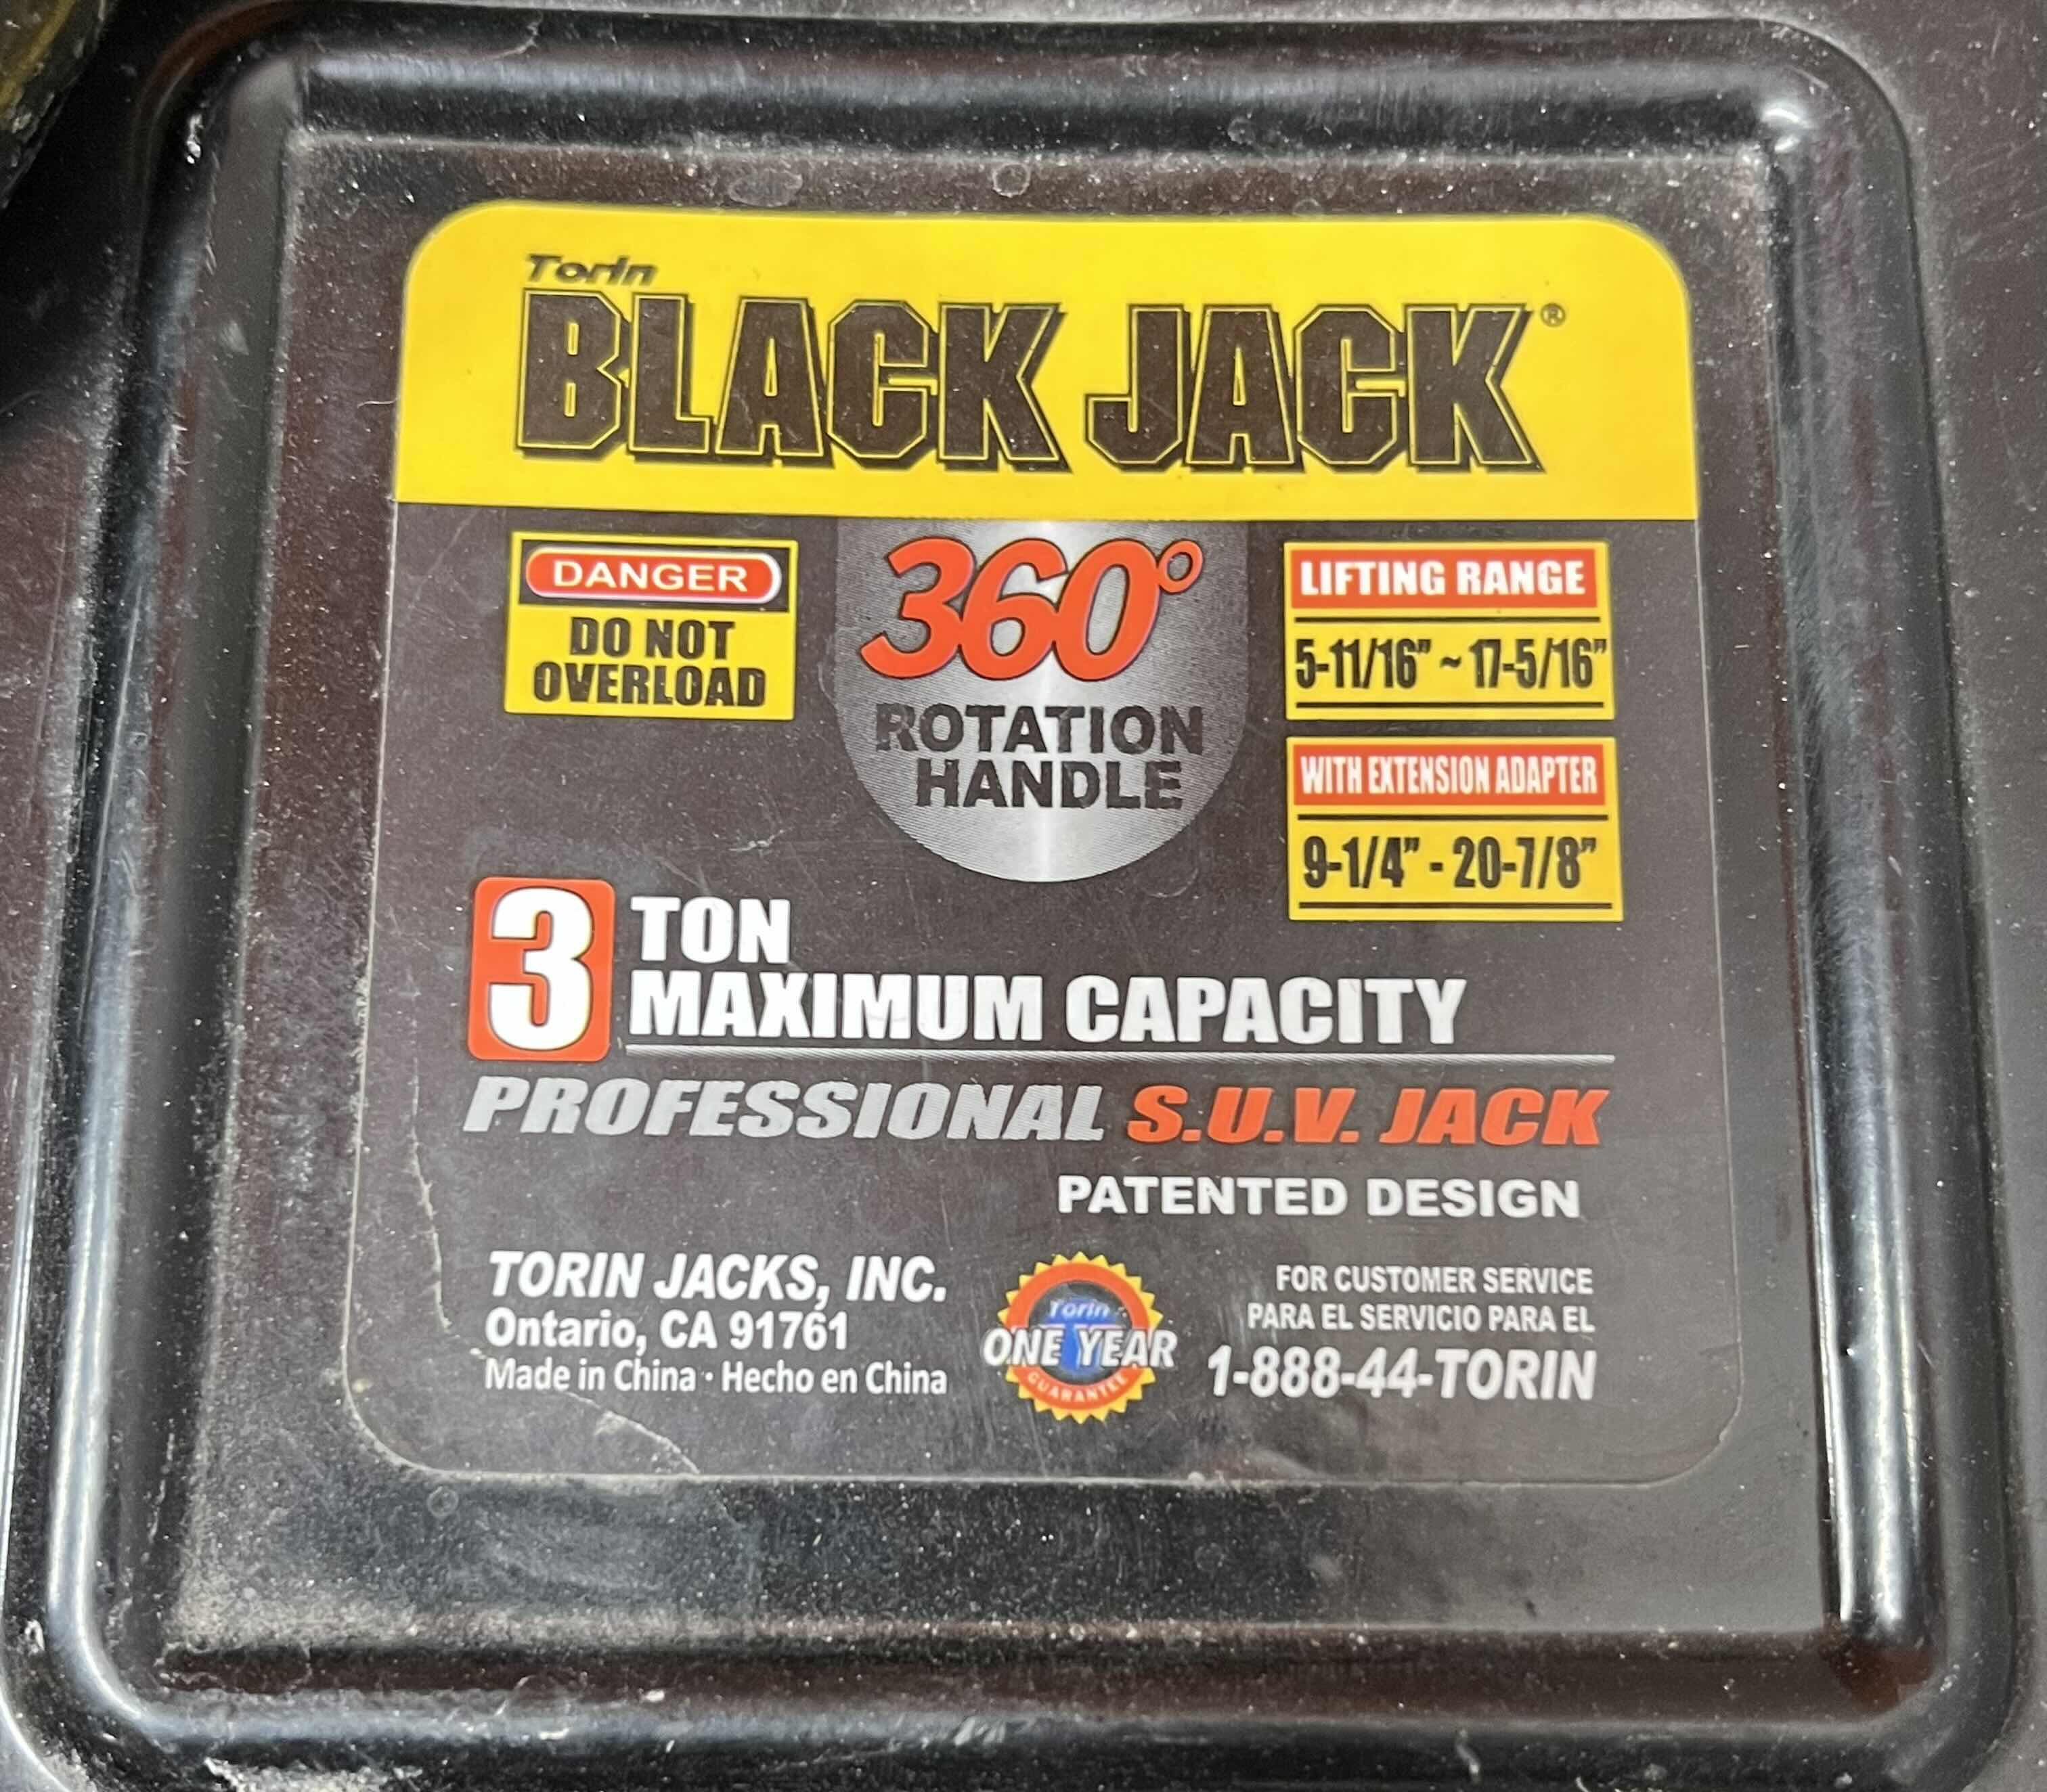 Torin
BLACK JACK®
DANGER
DO NOT
OVERLOAD
360°
ROTATION
HANDLE
LIFTING RANGE
5-11/16” ~ 17-5/16”
WITH EXTENSION ADAPTER
9-1/4” - 20-7/8”
3 TON
MAXIMUM CAPACITY
PROFESSIONAL S.U.V. JACK
PATENTED DESIGN
TORIN JACKS, INC.
Ontario, CA 91761
Made in China · Hecho en China
Torin
T
ONE YEAR
GUARANTEE
FOR CUSTOMER SERVICE
PARA EL SERVICIO PARA EL
1-888-44-TORIN